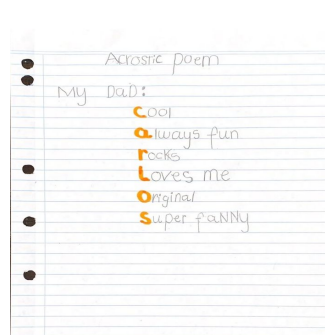 Acrostic poem
My DaD:
cool
always fun
rocks
Loves me
Original
Super faNNy